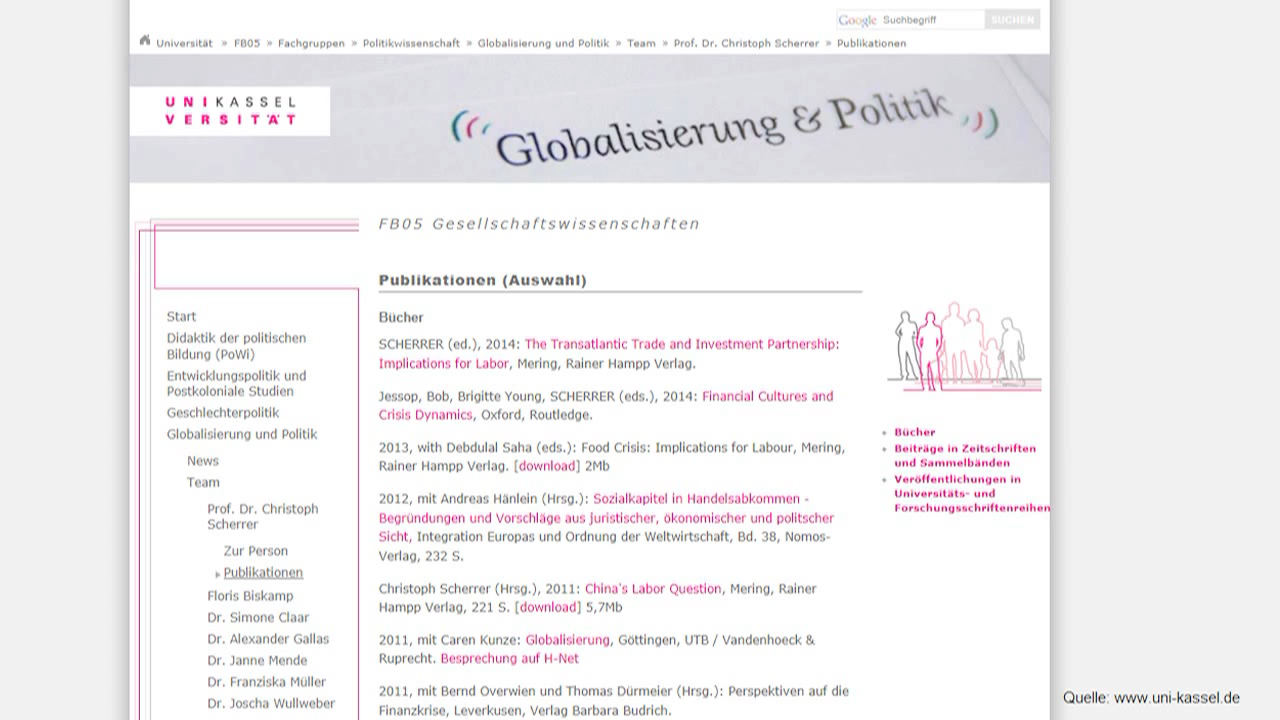 Google Suchbegriff SUCHEN
Universität » FB05 » Fachgruppen » Politikwissenschaft » Globalisierung und Politik » Team » Prof. Dr. Christoph Scherrer » Publikationen
UNIKASSEL
VERSITÄT
Globalisierung & Politik
FB05 Gesellschaftswissenschaften
Publikationen (Auswahl)
Start
Didaktik der politischen
Bildung (PoWi)
Entwicklungspolitik und
Postkoloniale Studien
Geschlechterpolitik
Globalisierung und Politik
News
Team
Prof. Dr. Christoph
Scherrer
Zur Person
Publikationen
Floris Biskamp
Dr. Simone Claar
Dr. Alexander Gallas
Dr. Janne Mende
Dr. Franziska Müller
Dr. Joscha Wullweber
Bücher
SCHERRER (ed.), 2014: The Transatlantic Trade and Investment Partnership:
Implications for Labor, Mering, Rainer Hampp Verlag.
Jessop, Bob, Brigitte Young, SCHERRER (eds.), 2014: Financial Cultures and
Crisis Dynamics, Oxford, Routledge.
2013, with Debdulal Saha (eds.): Food Crisis: Implications for Labour, Mering,
Rainer Hampp Verlag. [download] 2Mb
2012, mit Andreas Hänlein (Hrsg.): Sozialkapitel in Handelsabkommen -
Begründungen und Vorschläge aus juristischer, ökonomischer und politscher
Sicht, Integration Europas und Ordnung der Weltwirtschaft, Bd. 38, Nomos-
Verlag, 232 S.
Christoph Scherrer (Hrsg.), 2011: China's Labor Question, Mering, Rainer
Hampp Verlag, 221 S. [download] 5,7Mb
2011, mit Caren Kunze: Globalisierung, Göttingen, UTB / Vandenhoeck &
Ruprecht. Besprechung auf H-Net
2011, mit Bernd Overwien und Thomas Dürmeier (Hrsg.): Perspektiven auf die
Finanzkrise, Leverkusen, Verlag Barbara Budrich.
Bücher
Beiträge in Zeitschriften
und Sammelbänden
Veröffentlichungen in
Universitäts- und
Forschungsschriftenreihen
Quelle: www.uni-kassel.de